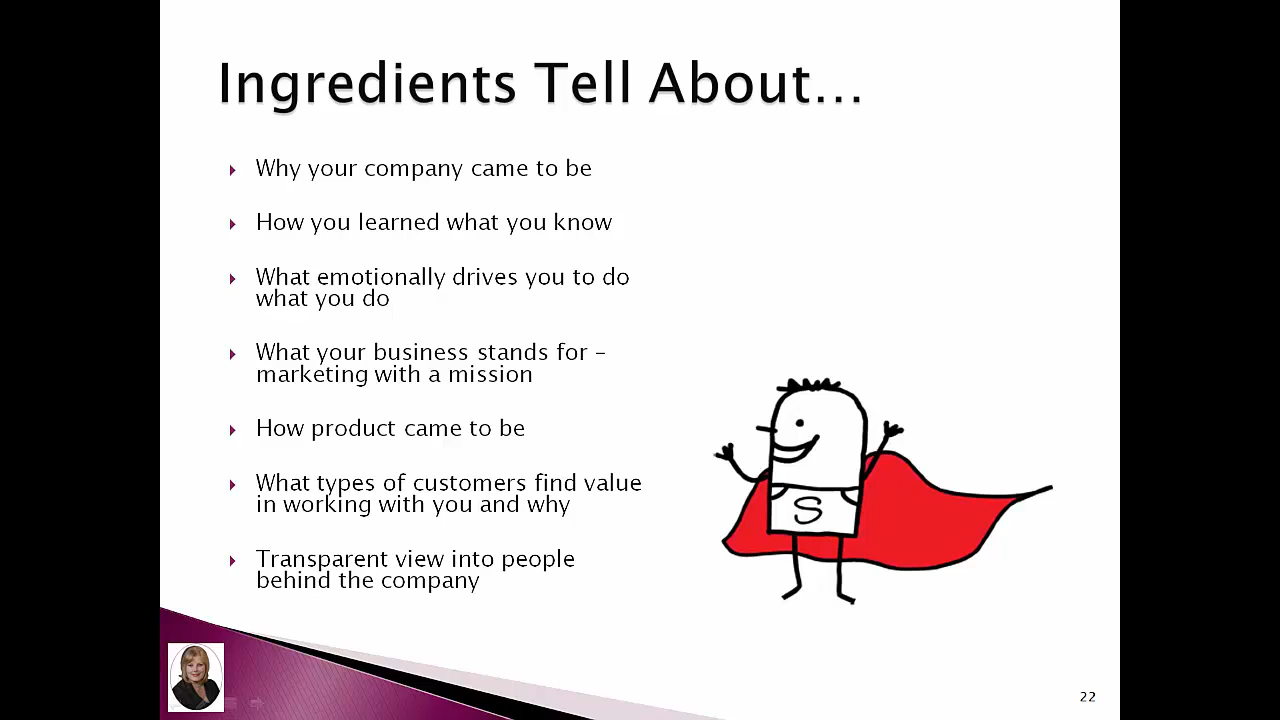 Ingredients Tell About…
Why your company came to be
How you learned what you know
What emotionally drives you to do
what you do
What your business stands for –
marketing with a mission
How product came to be
What types of customers find value
in working with you and why
Transparent view into people
behind the company
S
22